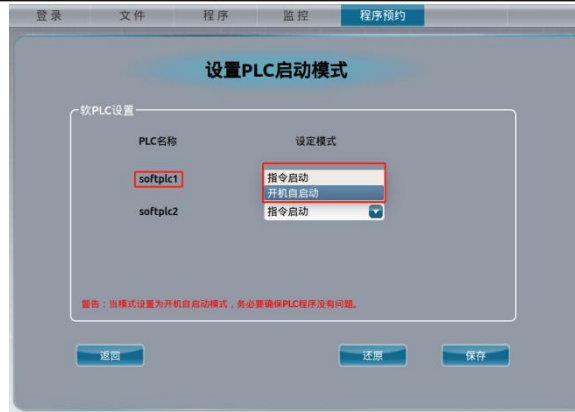 登录 文件 程序 监控 程序预约
设置PLC启动模式
软PLC设置
PLC名称 设定模式
softplc1 指令启动
开机自启动
softplc2 指令启动
警告：当模式设置为开机自启动模式，务必要确保PLC程序没有问题。
返回 还原 保存